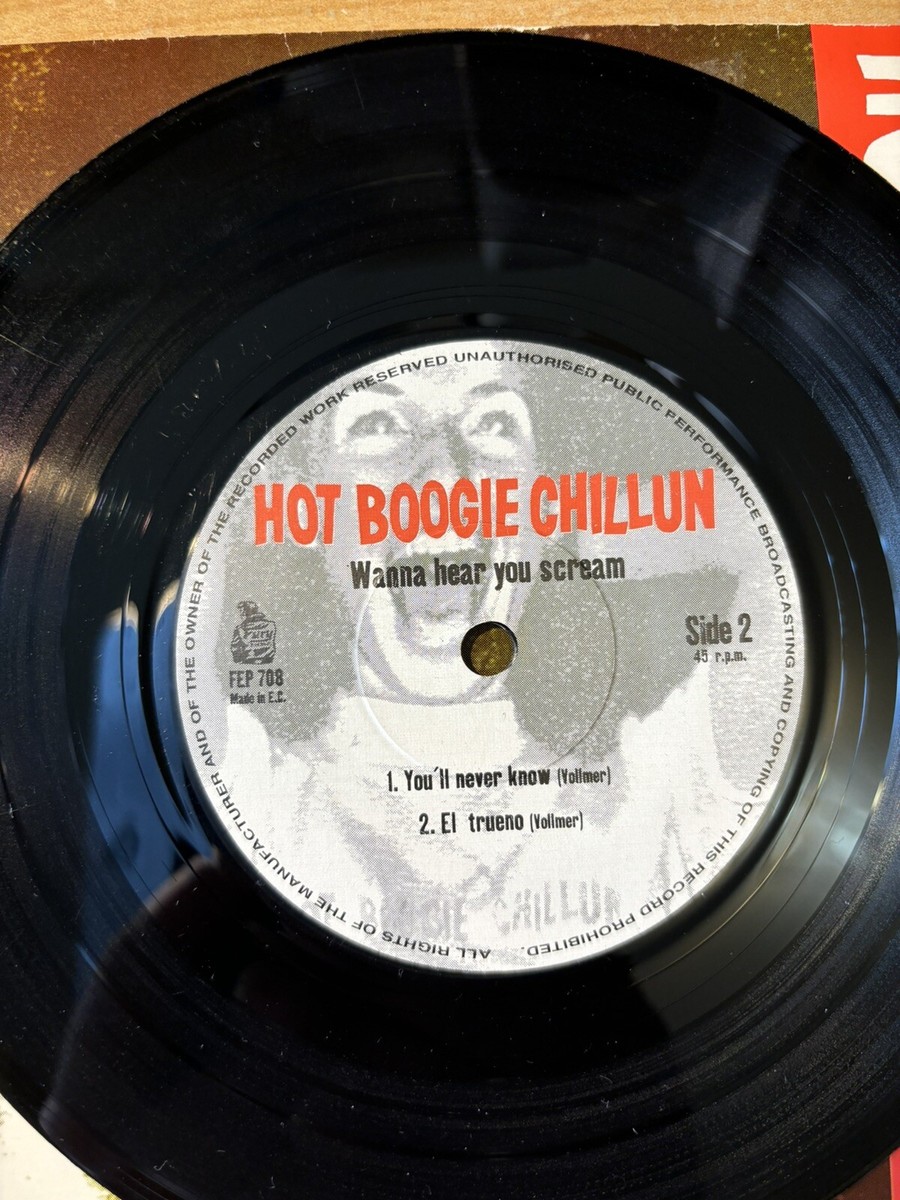 ALL RIGHTS OF THE MANUFACTURER AND OF THE OWNER OF THE RECORDED WORK RESERVED UNAUTHORISED PUBLIC PERFORMANCE BROADCASTING AND COPYING OF THIS RECORD PROHIBITED.
HOT BOOGIE CHILLUN
Wanna hear you scream
Fury
Side 2
45 r.p.m.
FEP 708
Made in E.C.
1. You'll never know (Vollmer)
2. El trueno (Vollmer)
BOOGIE CHILLUN